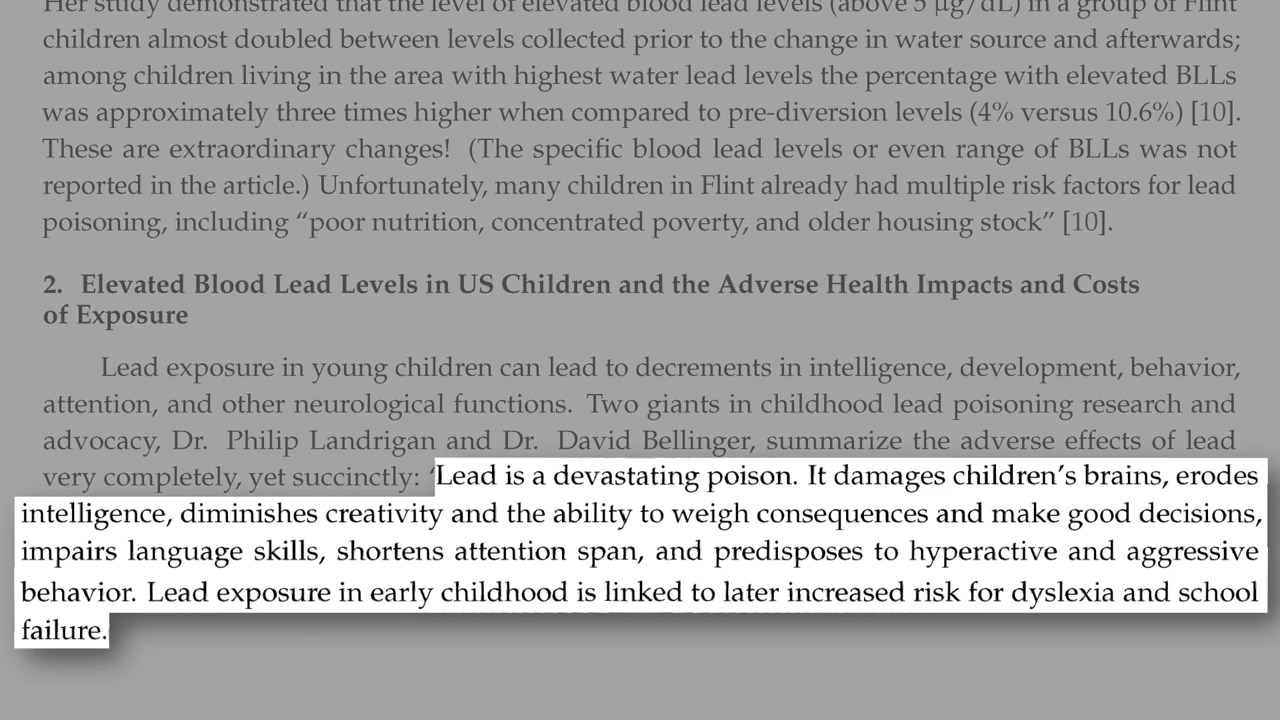 Her study demonstrated that the level of elevated blood lead levels (above 5 µg/dL) in a group of Flint
children almost doubled between levels collected prior to the change in water source and afterwards;
among children living in the area with highest water lead levels the percentage with elevated BLLs
was approximately three times higher when compared to pre-diversion levels (4% versus 10.6%) [10].
These are extraordinary changes! (The specific blood lead levels or even range of BLLs was not
reported in the article.) Unfortunately, many children in Flint already had multiple risk factors for lead
poisoning, including “poor nutrition, concentrated poverty, and older housing stock” [10].
2. Elevated Blood Lead Levels in US Children and the Adverse Health Impacts and Costs
of Exposure
Lead exposure in young children can lead to decrements in intelligence, development, behavior,
attention, and other neurological functions. Two giants in childhood lead poisoning research and
advocacy, Dr. Philip Landrigan and Dr. David Bellinger, summarize the adverse effects of lead
very completely, yet succinctly: ‘Lead is a devastating poison. It damages children’s brains, erodes
intelligence, diminishes creativity and the ability to weigh consequences and make good decisions,
impairs language skills, shortens attention span, and predisposes to hyperactive and aggressive
behavior. Lead exposure in early childhood is linked to later increased risk for dyslexia and school
failure.